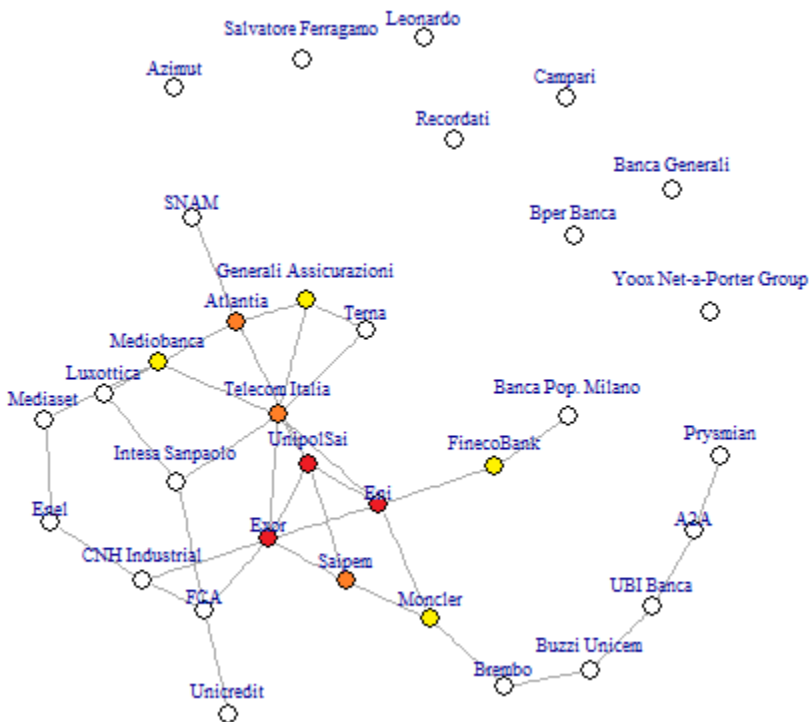 Leonardo
Salvatore Ferragamo
Azimut
Campari
Recordati
Banca Generali
SNAM
Bper Banca
Generali Assicurazioni
Yoox Net-a-Porter Group
Atlantia
Terna
Mediobanca
Luxottica
Telecom Italia
Banca Pop. Milano
Mediaset
UnipolSai
FinecoBank
Intesa Sanpaolo
Prysmian
Eni
Enel
Exor
A2A
CNH Industrial
Saipem
FCA
Moncler
UBI Banca
Buzzi Unicem
Brembo
Unicredit